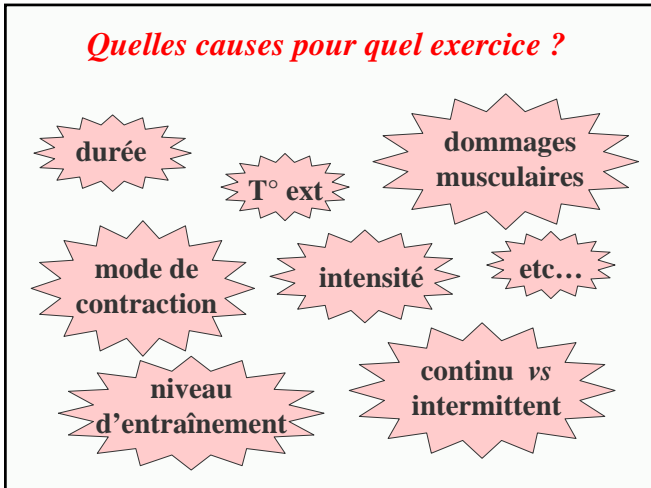 Quelles causes pour quel exercice ?
durée
T° ext
dommages
musculaires
mode de
contraction
intensité
etc…
niveau
d'entraînement
continu vs
intermittent